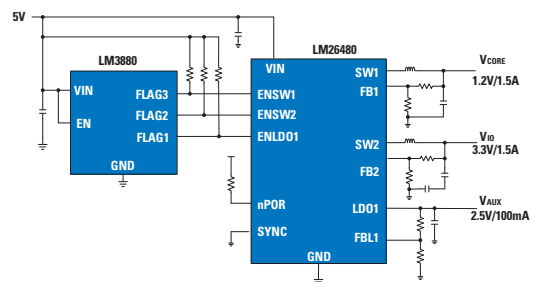 5V
LM3880
LM26480
VIN
EN
FLAG3
FLAG2
FLAG1
GND
VIN
ENSW1
ENSW2
ENLDO1
nPOR
SYNC
GND
SW1
FB1
SW2
FB2
LDO1
FBL1
VCORE
1.2V/1.5A
VIO
3.3V/1.5A
VAUX
2.5V/100mA